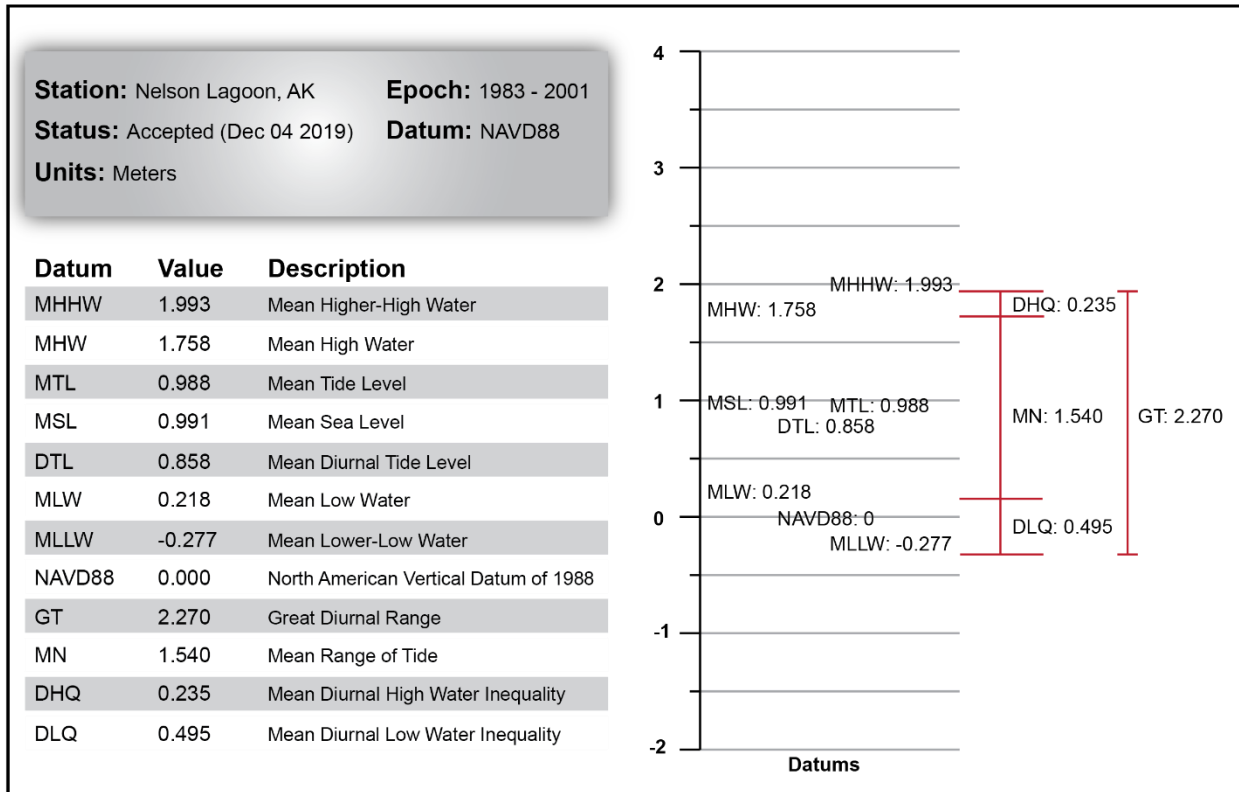 Station: Nelson Lagoon, AK Epoch: 1983 - 2001
Status: Accepted (Dec 04 2019) Datum: NAVD88
Units: Meters
Datum Value Description
MHHW 1.993 Mean Higher-High Water
MHW 1.758 Mean High Water
MTL 0.988 Mean Tide Level
MSL 0.991 Mean Sea Level
DTL 0.858 Mean Diurnal Tide Level
MLW 0.218 Mean Low Water
MLLW -0.277 Mean Lower-Low Water
NAVD88 0.000 North American Vertical Datum of 1988
GT 2.270 Great Diurnal Range
MN 1.540 Mean Range of Tide
DHQ 0.235 Mean Diurnal High Water Inequality
DLQ 0.495 Mean Diurnal Low Water Inequality
4
3
2
MHHW: 1.993
MHW: 1.758
DHQ: 0.235
1
MSL: 0.991
MTL: 0.988
DTL: 0.858
MN: 1.540
GT: 2.270
MLW: 0.218
0
NAVD88: 0
MLLW: -0.277
DLQ: 0.495
-1
-2
Datums